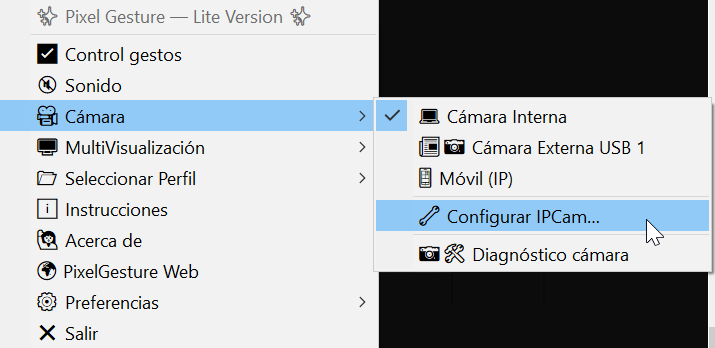 Pixel Gesture — Lite Version
Control gestos
Sonido
Cámara
MultiVisualización
Seleccionar Perfil
Instrucciones
Acerca de
PixelGesture Web
Preferencias
Salir
Cámara Interna
Cámara Externa USB 1
Móvil (IP)
Configurar IPCam...
Diagnóstico cámara